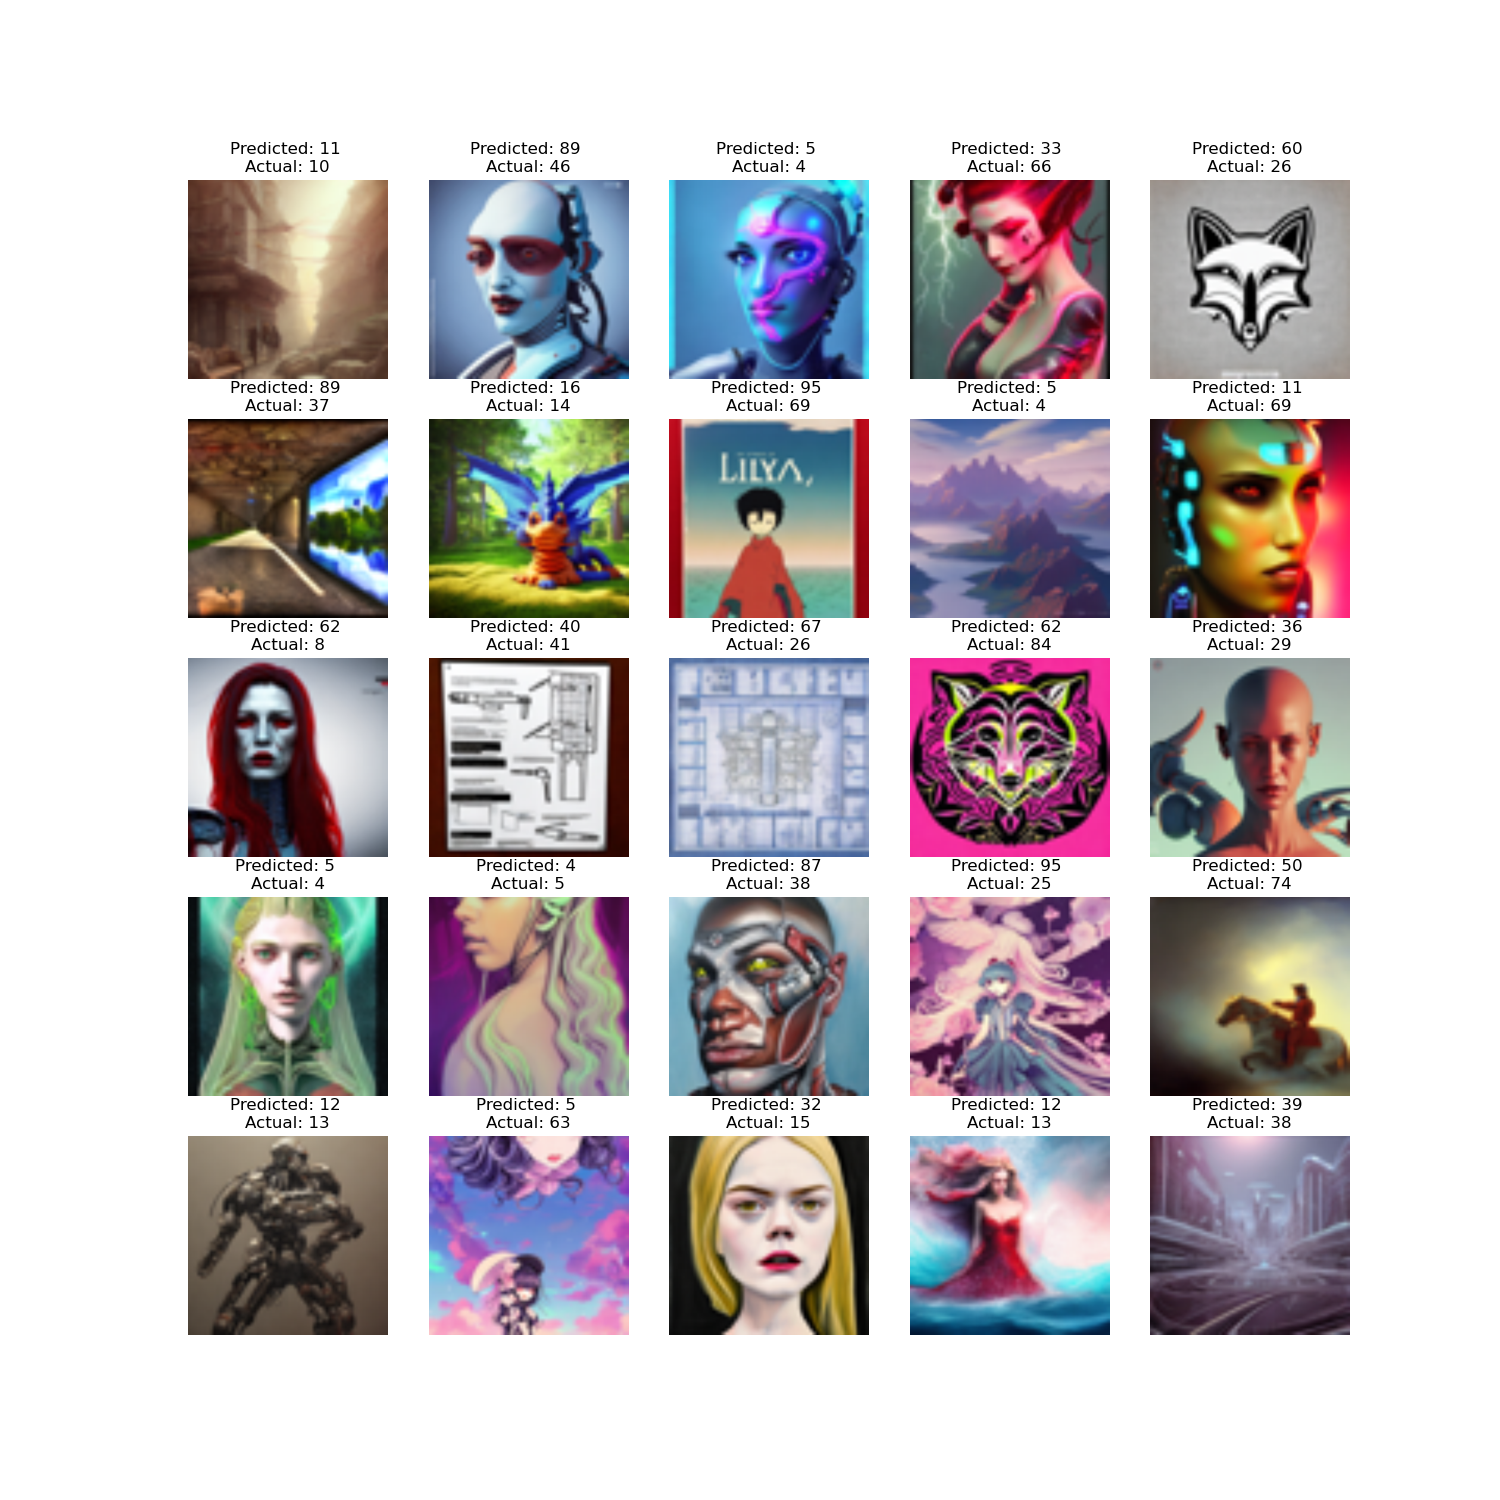 Predicted: 11
Actual: 10
Predicted: 89
Actual: 46
Predicted: 5
Actual: 4
Predicted: 33
Actual: 66
Predicted: 60
Actual: 26
Predicted: 89
Actual: 37
Predicted: 16
Actual: 14
Predicted: 95
Actual: 69
Predicted: 5
Actual: 4
Predicted: 11
Actual: 69
LILYA,
Predicted: 62
Actual: 8
Predicted: 40
Actual: 41
Predicted: 67
Actual: 26
Predicted: 62
Actual: 84
Predicted: 36
Actual: 29
Predicted: 5
Actual: 4
Predicted: 4
Actual: 5
Predicted: 87
Actual: 38
Predicted: 95
Actual: 25
Predicted: 50
Actual: 74
Predicted: 12
Actual: 13
Predicted: 5
Actual: 63
Predicted: 32
Actual: 15
Predicted: 12
Actual: 13
Predicted: 39
Actual: 38